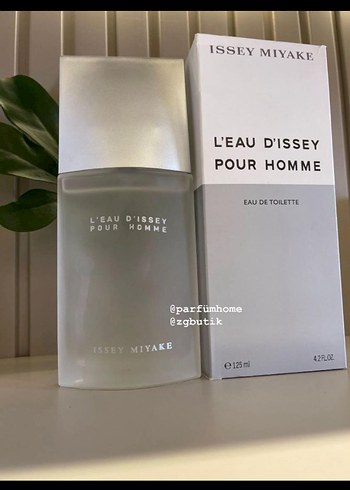 ISSEY MIYAKE
L'EAU D'ISSEY
POUR HOMME
EAU DE TOILETTE
℮ 125 ml
4.2 FL.OZ.
L'EAU D'ISSEY
POUR HOMME
ISSEY MIYAKE
@parfümhome
@zgbutik